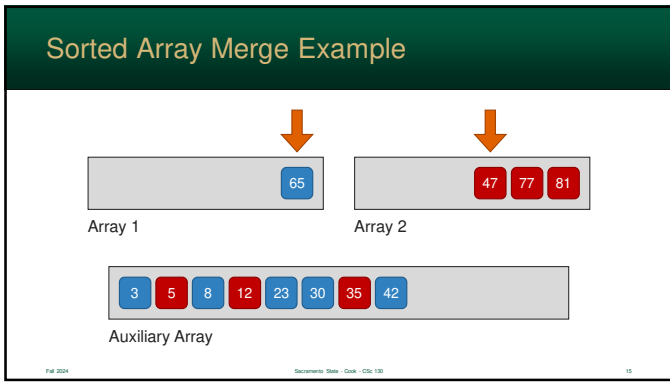 Sorted Array Merge Example
65
47 77 81
Array 1
Array 2
3 5 8 12 23 30 35 42
Auxiliary Array
Fall 2024
Sacramento State - Cook - CSc 130
15